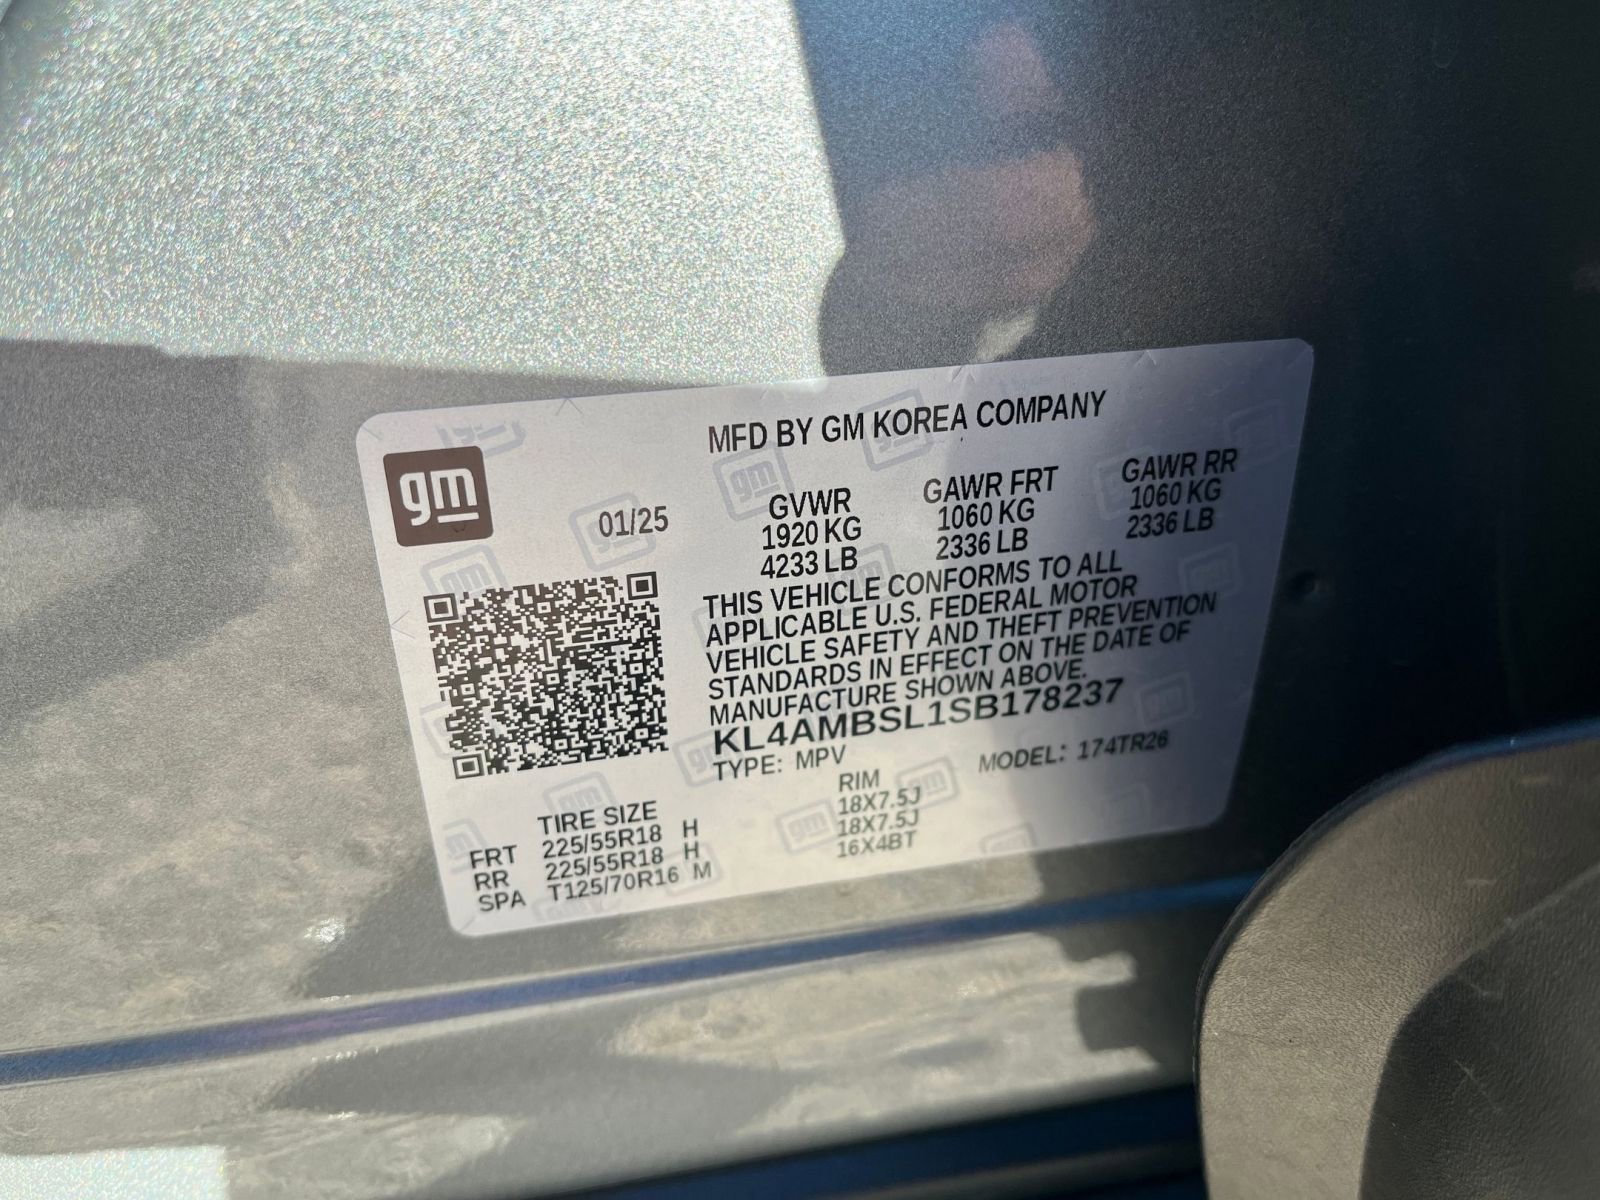 MFD BY GM KOREA COMPANY
gm
01/25
GVWR GAWR FRT GAWR RR
1920 KG 1060 KG 1060 KG
4233 LB 2336 LB 2336 LB
THIS VEHICLE CONFORMS TO ALL
APPLICABLE U.S. FEDERAL MOTOR
VEHICLE SAFETY AND THEFT PREVENTION
STANDARDS IN EFFECT ON THE DATE OF
MANUFACTURE SHOWN ABOVE.
KL4AMBSL1SB178237
TYPE: MPV MODEL: 174TR26
TIRE SIZE RIM
FRT 225/55R18 H 18X7.5J
RR 225/55R18 H 18X7.5J
SPA T125/70R16 M 16X4BT